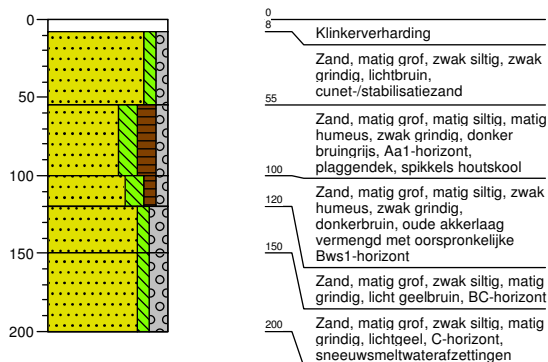 0
50
100
150
200
0
8
Klinkerverharding
Zand, matig grof, zwak siltig, zwak
grindig, lichtbruin,
cunet-/stabilisatiezand
55
Zand, matig grof, matig siltig, matig
humeus, zwak grindig, donker
bruingrijs, Aa1-horizont,
plaggendek, spikkels houtskool
100
Zand, matig grof, matig siltig, zwak
humeus, zwak grindig,
donkerbruin, oude akkerlaag
vermengd met oorspronkelijke
Bws1-horizont
120
150
Zand, matig grof, zwak siltig, matig
grindig, licht geelbruin, BC-horizont
200
Zand, matig grof, zwak siltig, matig
grindig, lichtgeel, C-horizont,
sneeuwsmeltwaterafzettingen